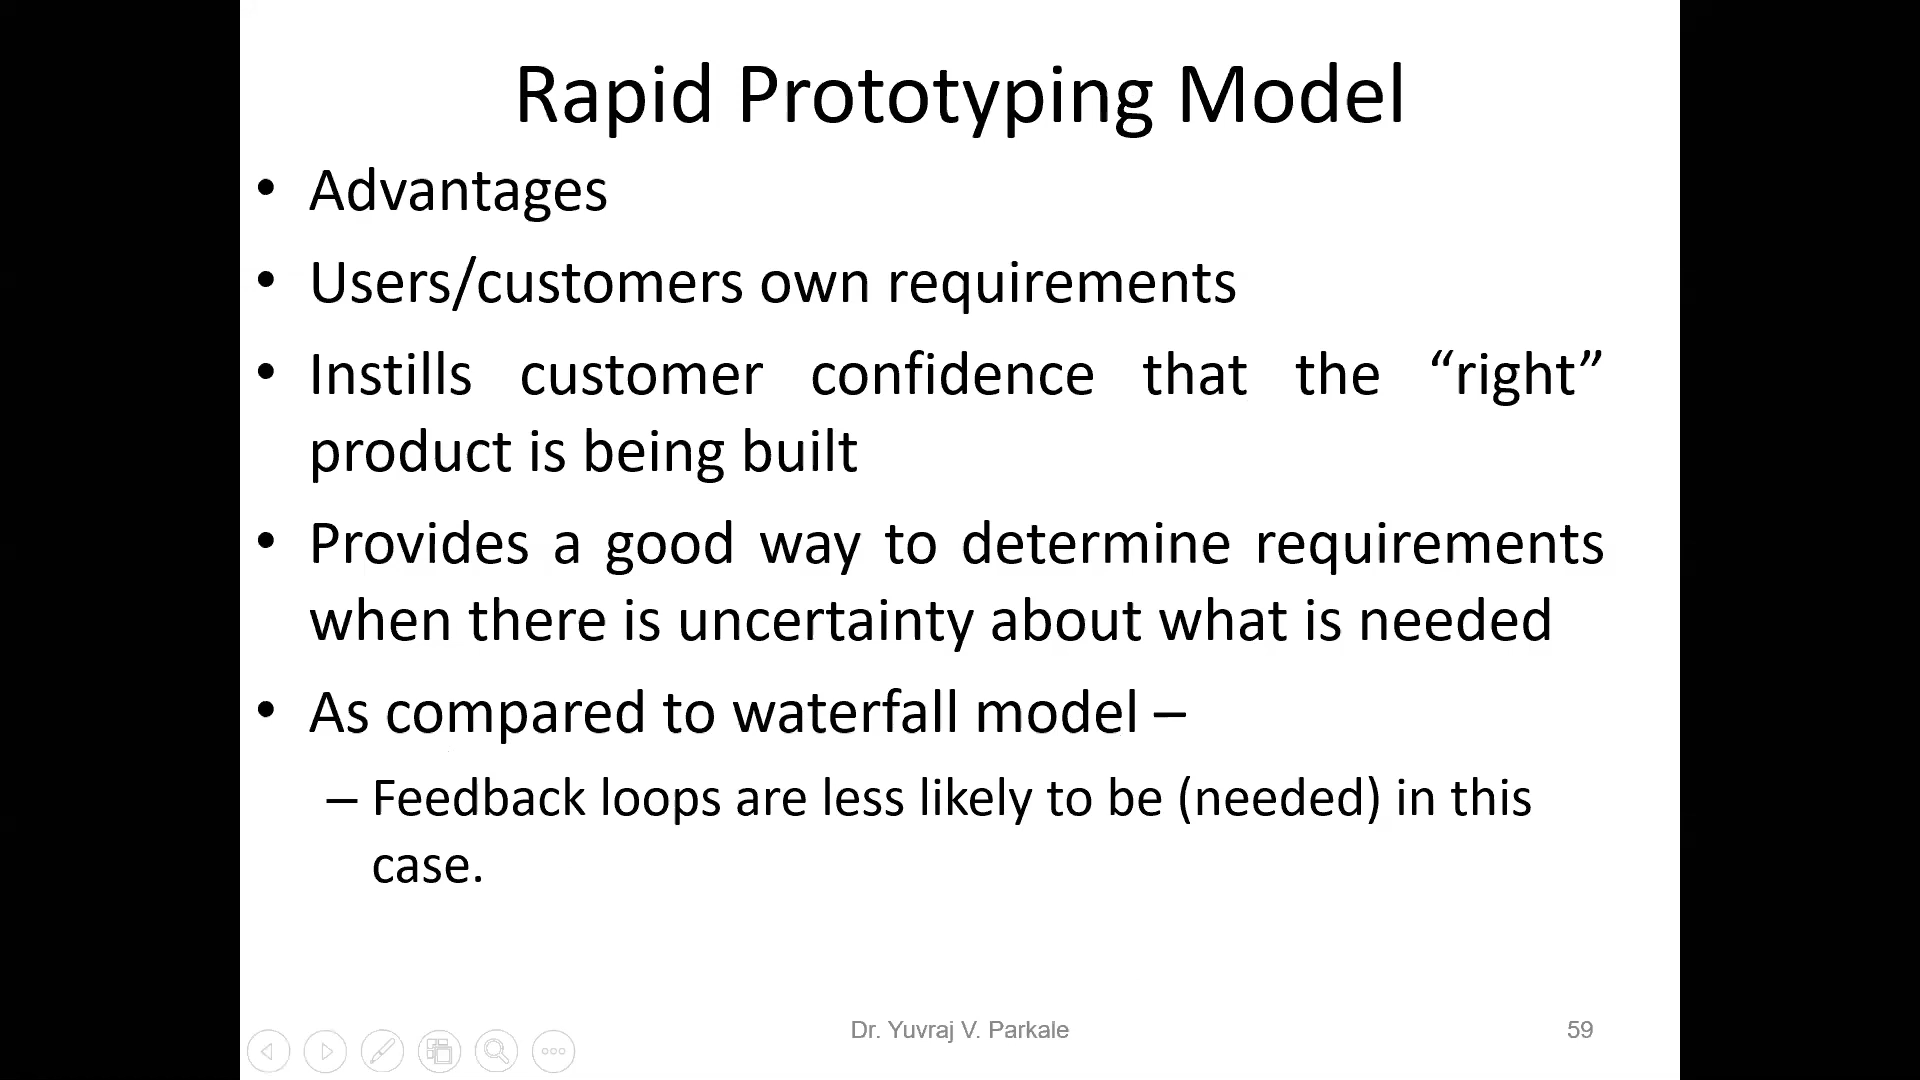 Rapid Prototyping Model
• Advantages
• Users/customers own requirements
• Instills customer confidence that the “right”
product is being built
• Provides a good way to determine requirements
when there is uncertainty about what is needed
• As compared to waterfall model –
– Feedback loops are less likely to be (needed) in this
case.
Dr. Yuvraj V. Parkale
59